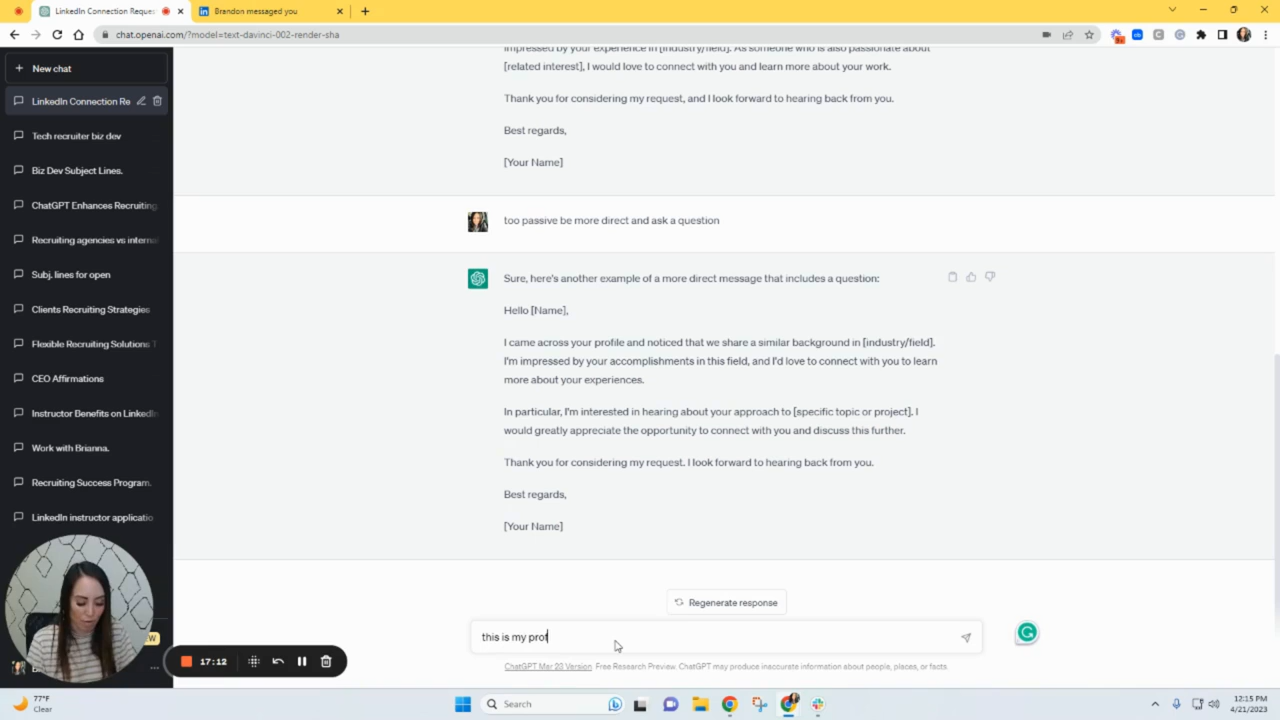 LinkedIn Connection Reques
Brandon messaged you
chat.openai.com/?model=text-davinci-002-render-sha
New chat
LinkedIn Connection Re
Tech recruiter biz dev
Biz Dev Subject Lines.
ChatGPT Enhances Recruiting
Recruiting agencies vs interna
Subj. lines for open
Clients Recruiting Strategies
Flexible Recruiting Solutions T
CEO Affirmations
Instructor Benefits on LinkedIn
Work with Brianna.
Recruiting Success Program.
LinkedIn instructor applicatio
impressed by your experience in [industry/field]. As someone who is also passionate about
[related interest], I would love to connect with you and learn more about your work.
Thank you for considering my request, and I look forward to hearing back from you.
Best regards,
[Your Name]
too passive be more direct and ask a question
Sure, here's another example of a more direct message that includes a question:
Hello [Name],
I came across your profile and noticed that we share a similar background in [industry/field].
I'm impressed by your accomplishments in this field, and I'd love to connect with you to learn
more about your experiences.
In particular, I'm interested in hearing about your approach to [specific topic or project]. I
would greatly appreciate the opportunity to connect with you and discuss this further.
Thank you for considering my request. I look forward to hearing back from you.
Best regards,
[Your Name]
Regenerate response
this is my prof
ChatGPT Mar 23 Version. Free Research Preview. ChatGPT may produce inaccurate information about people, places, or facts
17:12
77°F
Clear
Search
12:15 PM
4/21/2023